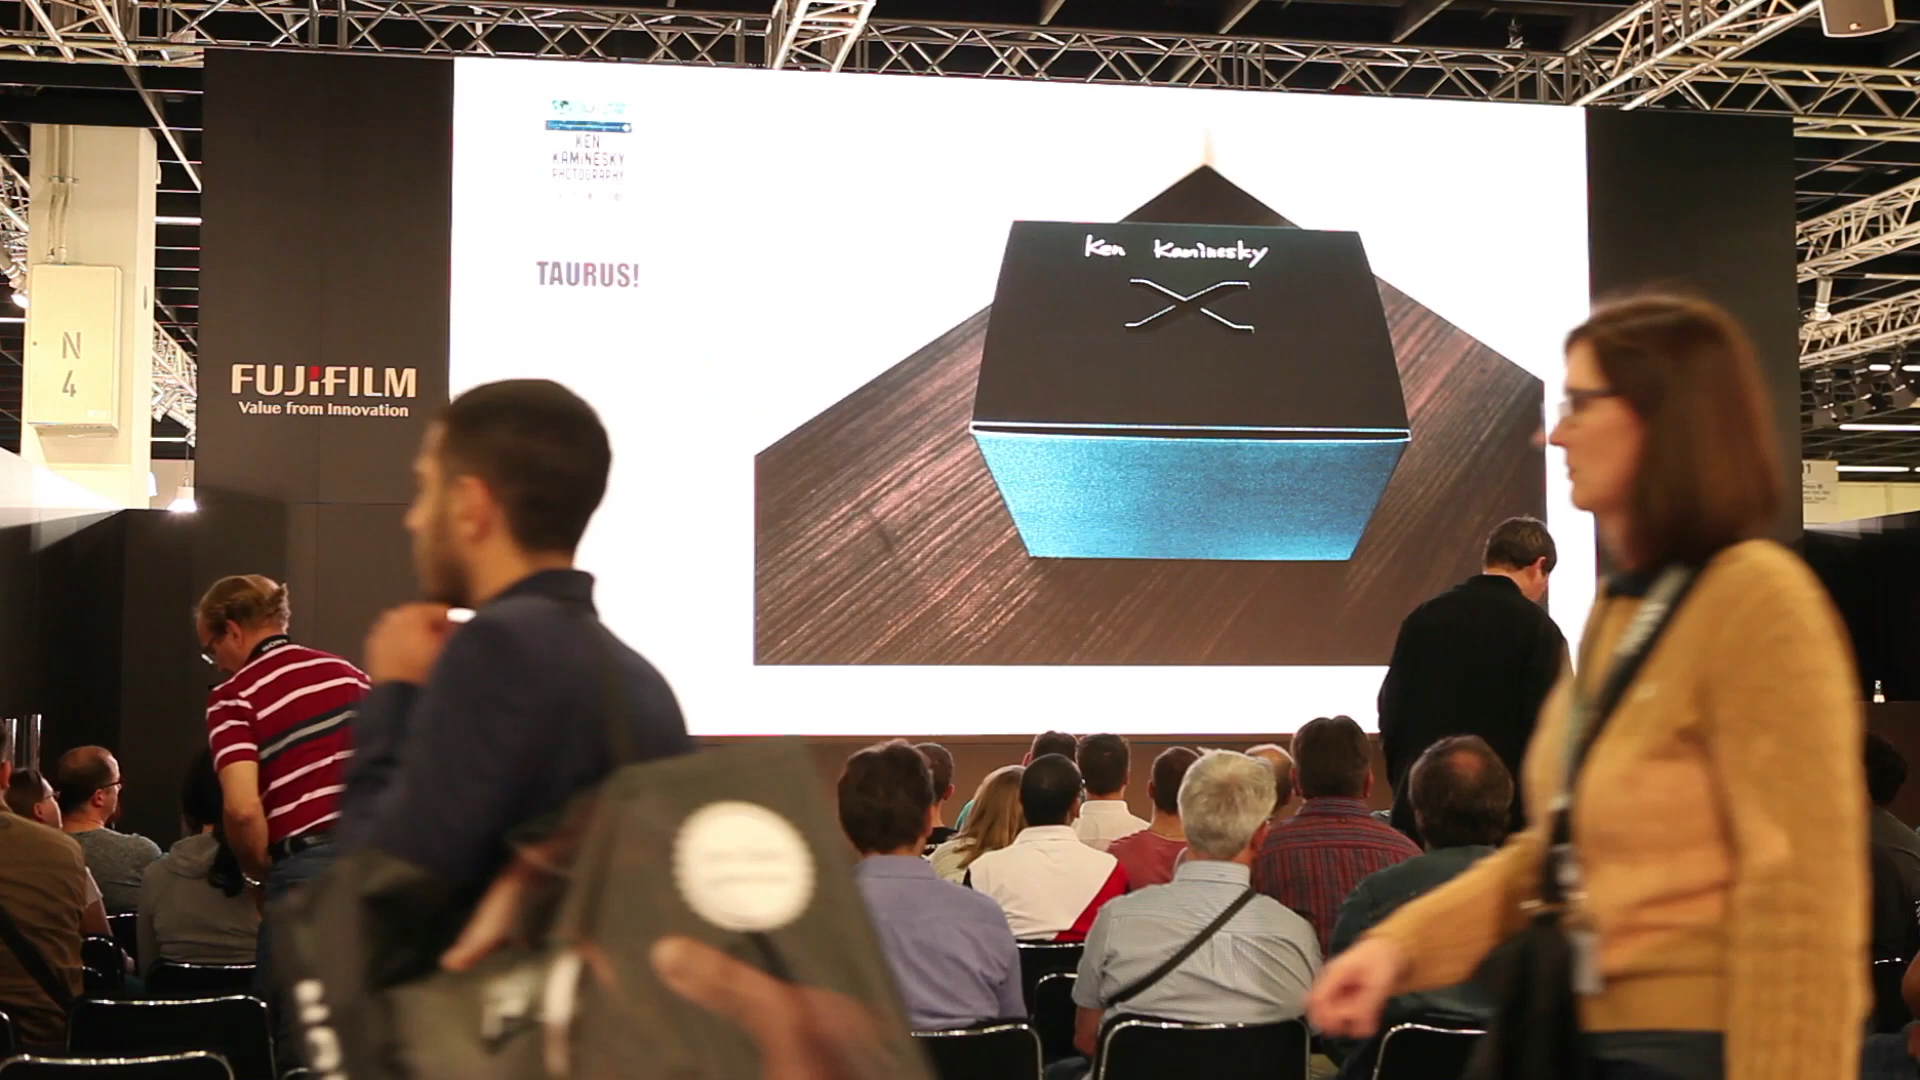 KEN
KAMINESKY
PHOTOGRAPHY
TAURUS!
Ken Kaminesky
FUJIFILM
Value from Innovation
N
4